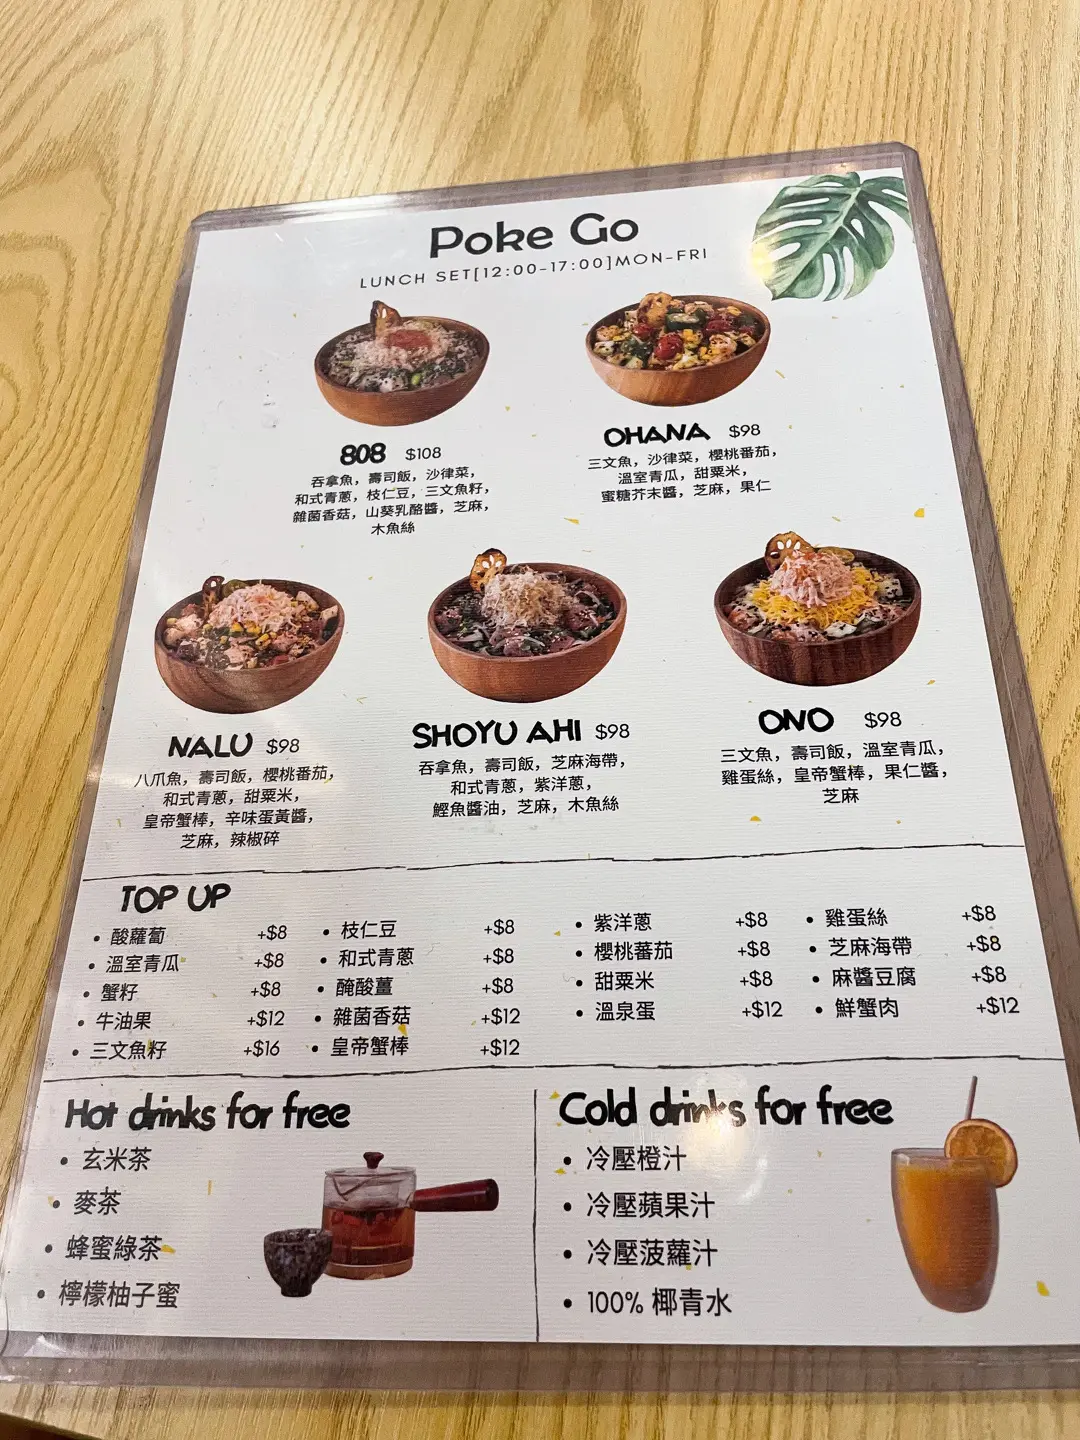 Poke Go
LUNCH SET[12:00-17:00]MON-FRI
808 $108
吞拿魚，壽司飯，沙律菜，
和式青蔥，枝仁豆，三文魚籽，
雜菌香菇，山葵乳酪醬，芝麻，
木魚絲
OHANA $98
三文魚，沙律菜，櫻桃番茄，
溫室青瓜，甜粟米，
蜜糖芥末醬，芝麻，果仁
NALU $98
八爪魚，壽司飯，櫻桃番茄，
和式青蔥，甜粟米，
皇帝蟹棒，辛味蛋黃醬，
芝麻，辣椒碎
SHOYU AHI $98
吞拿魚，壽司飯，芝麻海帶，
和式青蔥，紫洋蔥，
鰹魚醬油，芝麻，木魚絲
ONO $98
三文魚，壽司飯，溫室青瓜，
雞蛋絲，皇帝蟹棒，果仁醬，
芝麻
TOP UP
• 酸蘿蔔 +$8
• 溫室青瓜 +$8
• 蟹籽 +$8
• 牛油果 +$12
• 三文魚籽 +$16
• 枝仁豆 +$8
• 和式青蔥 +$8
• 醃酸薑 +$8
• 雜菌香菇 +$12
• 皇帝蟹棒 +$12
• 紫洋蔥 +$8
• 櫻桃番茄 +$8
• 甜粟米 +$8
• 溫泉蛋 +$12
• 雞蛋絲 +$8
• 芝麻海帶 +$8
• 麻醬豆腐 +$8
• 鮮蟹肉 +$12
Hot drinks for free
• 玄米茶
• 麥茶
• 蜂蜜綠茶
• 檸檬柚子蜜
Cold drinks for free
• 冷壓橙汁
• 冷壓蘋果汁
• 冷壓菠蘿汁
• 100% 椰青水